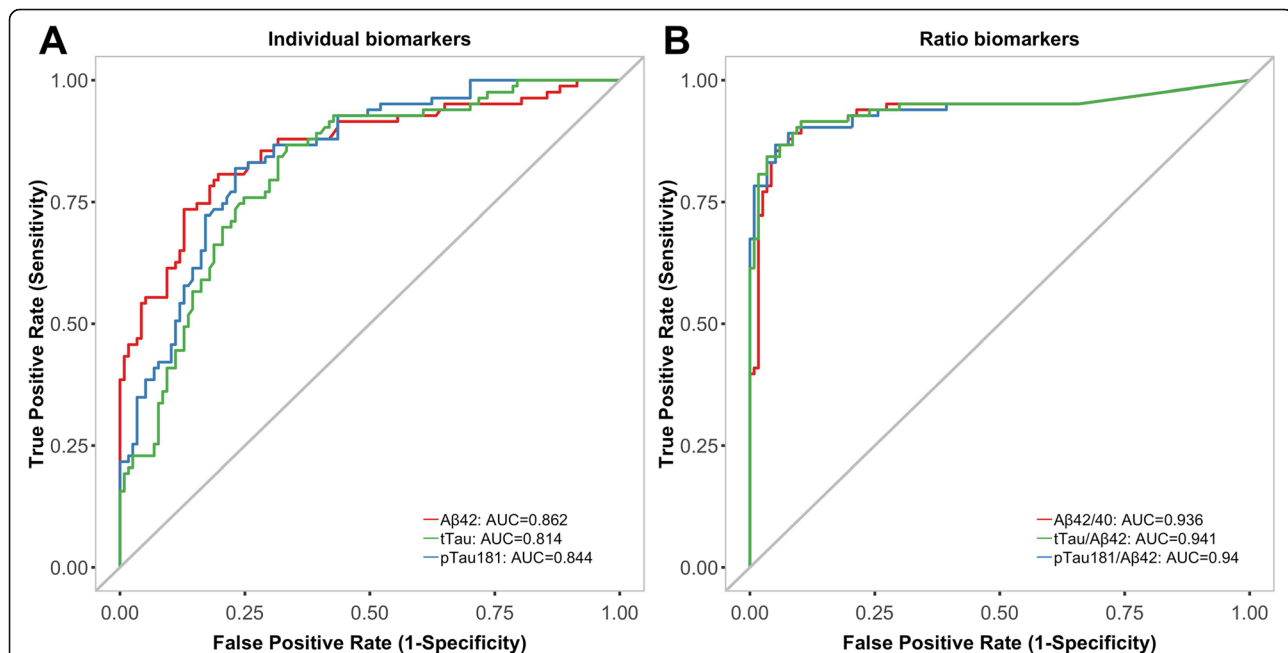 A
Individual biomarkers
True Positive Rate (Sensitivity)
1.00
0.75
0.50
0.25
0.00
Aβ42: AUC=0.862
tTau: AUC=0.814
pTau181: AUC=0.844
0.00 0.25 0.50 0.75 1.00
False Positive Rate (1-Specificity)
B
Ratio biomarkers
True Positive Rate (Sensitivity)
1.00
0.75
0.50
0.25
0.00
Aβ42/40: AUC=0.936
tTau/Aβ42: AUC=0.941
pTau181/Aβ42: AUC=0.94
0.00 0.25 0.50 0.75 1.00
False Positive Rate (1-Specificity)